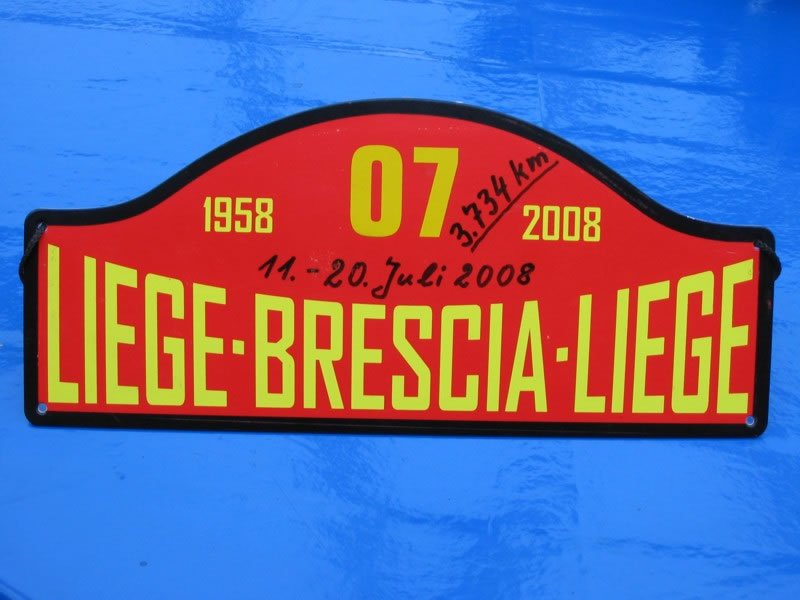 07
3.734 km
1958
2008
11.-20. Juli 2008
LIEGE·BRESCIA·LIEGE